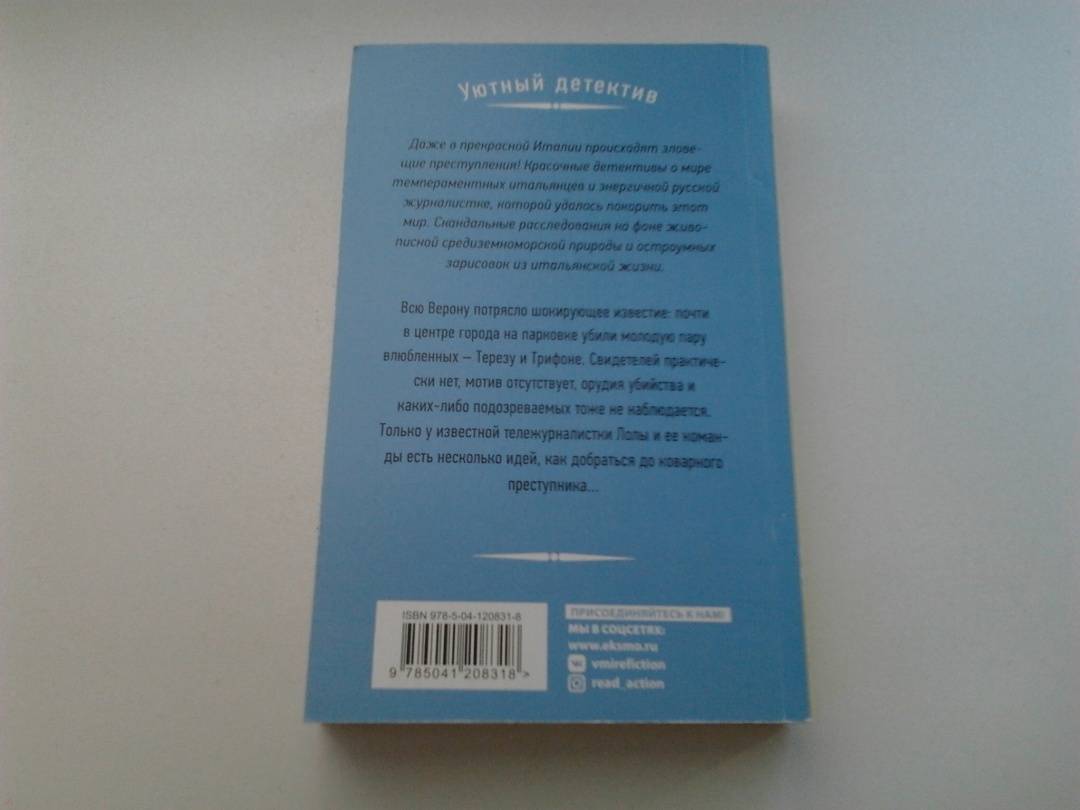 Уютный детектив
Даже в прекрасной Италии происходят злове-
щие преступления! Красочные детективы о мире
темпераментных итальянцев и энергичной русской
журналистке, которой удалось покорить этот
мир. Скандальные расследования на фоне живо-
писной средиземноморской природы и остроумных
зарисовок из итальянской жизни.
Всю Верону потрясло шокирующее известие: почти
в центре города на парковке убили молодую пару
влюбленных – Терезу и Трифоне. Свидетелей практиче-
ски нет, мотив отсутствует, орудия убийства и
каких-либо подозреваемых тоже не наблюдается.
Только у известной тележурналистки Лолы и ее коман-
ды есть несколько идей, как добраться до коварного
преступника...
ISBN 978-5-04-120831-8
9 785041 208318 >
ПРИСОЕДИНЯЙТЕСЬ К НАМ!
МЫ В СОЦСЕТЯХ:
www.eksmo.ru
vmirefiction
read_action